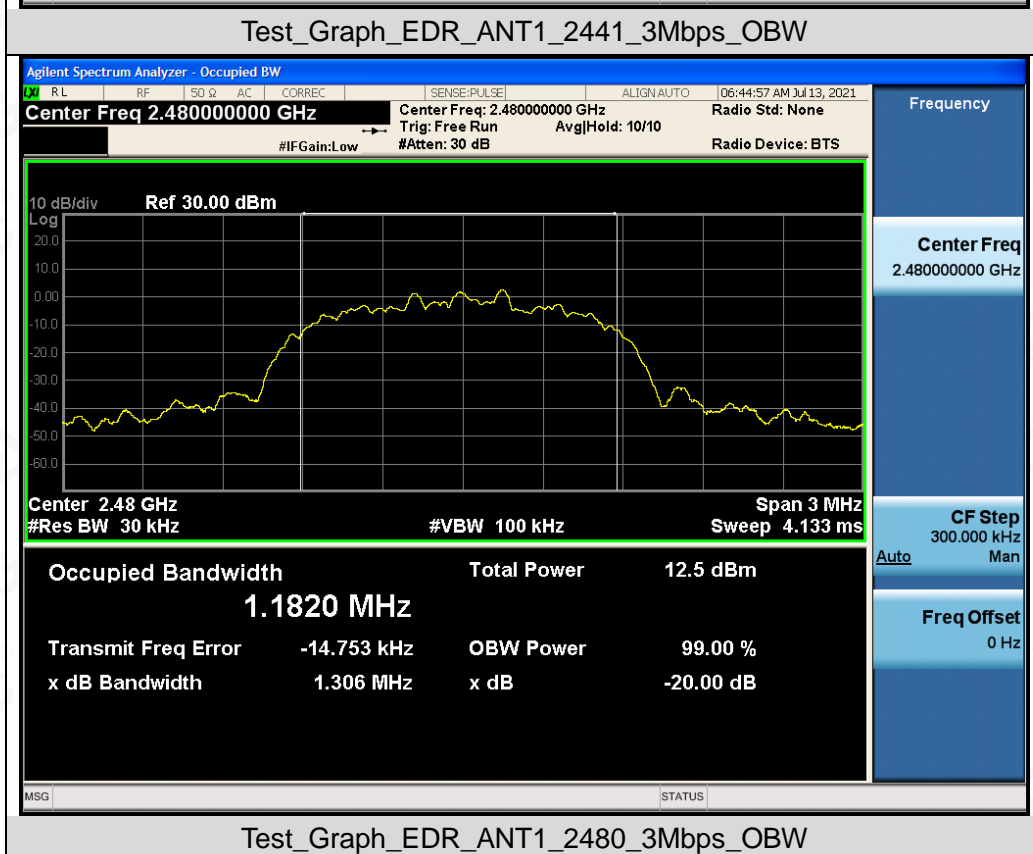 Test_Graph_EDR_ANT1_2441_3Mbps_OBW
Agilent Spectrum Analyzer - Occupied BW
LXI RL RF 50 Ω AC CORREC SENSE:PULSE ALIGN AUTO 06:44:57 AM Jul 13, 2021
Center Freq 2.480000000 GHz
Center Freq: 2.480000000 GHz Radio Std: None
Trig: Free Run Avg|Hold: 10/10
#IFGain:Low #Atten: 30 dB Radio Device: BTS
Frequency
10 dB/div Ref 30.00 dBm
Log
20.0
10.0
0.00
-10.0
-20.0
-30.0
-40.0
-50.0
-60.0
Center 2.48 GHz Span 3 MHz
#Res BW 30 kHz #VBW 100 kHz Sweep 4.133 ms
Center Freq
2.480000000 GHz
CF Step
300.000 kHz
Auto Man
Freq Offset
0 Hz
Occupied Bandwidth Total Power 12.5 dBm
1.1820 MHz
Transmit Freq Error -14.753 kHz OBW Power 99.00 %
x dB Bandwidth 1.306 MHz x dB -20.00 dB
MSG STATUS
Test_Graph_EDR_ANT1_2480_3Mbps_OBW